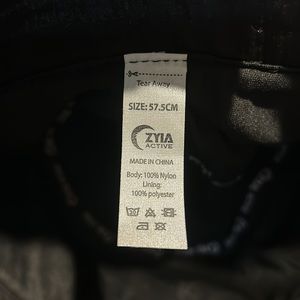 Tear Away
SIZE: 57.5CM
ZYIA
ACTIVE
MADE IN CHINA
Body: 100% Nylon
Lining:
100% polyester